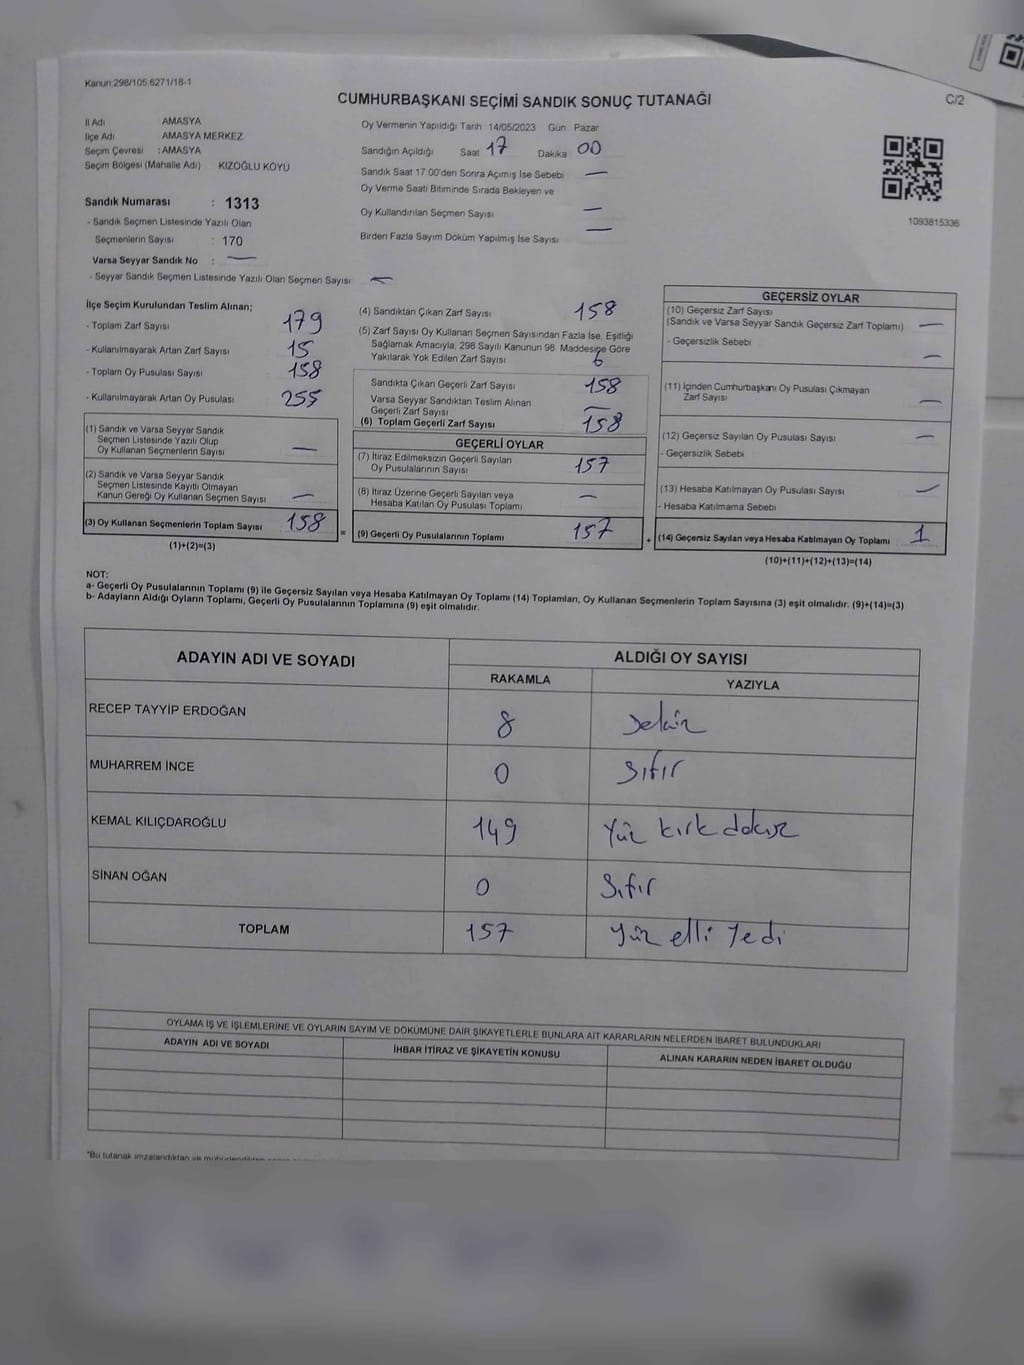 Kanun:298/105,6271/18-1
CUMHURBAŞKANI SEÇİMİ SANDIK SONUÇ TUTANAĞI
C/2
İl Adı AMASYA
İlçe Adı AMASYA MERKEZ
Seçim Çevresi : AMASYA
Seçim Bölgesi (Mahalle Adı) KIZOĞLU KÖYÜ
Oy Vermenin Yapıldığı Tarih 14/05/2023 Gün Pazar
Sandığın Açıldığı Saat 17 Dakika 00
Sandık Saat 17.00'den Sonra Açımış İse Sebebi —
Oy Verme Saati Bitiminde Sırada Bekleyen ve
Oy Kullandırılan Seçmen Sayısı —
Birden Fazla Sayım Döküm Yapılmış İse Sayısı —
1093815336
Sandık Numarası : 1313
- Sandık Seçmen Listesinde Yazılı Olan
Seçmenlerin Sayısı : 170
Varsa Seyyar Sandık No : —
- Seyyar Sandık Seçmen Listesinde Yazılı Olan Seçmen Sayısı —
İlçe Seçim Kurulundan Teslim Alınan;
- Toplam Zarf Sayısı 179
- Kullanılmayarak Artan Zarf Sayısı 15
- Toplam Oy Pusulası Sayısı 158
- Kullanılmayarak Artan Oy Pusulası 255
(1) Sandık ve Varsa Seyyar Sandık
Seçmen Listesinde Yazılı Olup
Oy Kullanan Seçmenlerin Sayısı —
(2) Sandık ve Varsa Seyyar Sandık
Seçmen Listesinde Kayıtlı Olmayan
Kanun Gereği Oy Kullanan Seçmen Sayısı —
(3) Oy Kullanan Seçmenlerin Toplam Sayısı 158
(1)+(2)=(3)
(4) Sandıktan Çıkan Zarf Sayısı 158
(5) Zarf Sayısı Oy Kullanan Seçmen Sayısından Fazla İse, Eşitliği
Sağlamak Amacıyla, 298 Sayılı Kanunun 98. Maddesine Göre
Yakılarak Yok Edilen Zarf Sayısı 6
Sandıkta Çıkan Geçerli Zarf Sayısı 158
Varsa Seyyar Sandıktan Teslim Alınan
Geçerli Zarf Sayısı —
(6) Toplam Geçerli Zarf Sayısı 158
GEÇERLİ OYLAR
(7) İtiraz Edilmeksizin Geçerli Sayılan
Oy Pusulalarının Sayısı 157
(8) İtiraz Üzerine Geçerli Sayılan veya
Hesaba Katılan Oy Pusulası Toplamı —
= (9) Geçerli Oy Pusulalarının Toplamı 157
GEÇERSİZ OYLAR
(10) Geçersiz Zarf Sayısı
(Sandık ve Varsa Seyyar Sandık Geçersiz Zarf Toplamı) —
- Geçersizlik Sebebi —
(11) İçinden Cumhurbaşkanı Oy Pusulası Çıkmayan
Zarf Sayısı —
(12) Geçersiz Sayılan Oy Pusulası Sayısı —
- Geçersizlik Sebebi
(13) Hesaba Katılmayan Oy Pusulası Sayısı —
- Hesaba Katılmama Sebebi
+ (14) Geçersiz Sayılan veya Hesaba Katılmayan Oy Toplamı 1
(10)+(11)+(12)+(13)=(14)
NOT:
a- Geçerli Oy Pusulalarının Toplamı (9) ile Geçersiz Sayılan veya Hesaba Katılmayan Oy Toplamı (14) Toplamları, Oy Kullanan Seçmenlerin Toplam Sayısına (3) eşit olmalıdır. (9)+(14)=(3)
b- Adayların Aldığı Oyların Toplamı, Geçerli Oy Pusulalarının Toplamına (9) eşit olmalıdır.
ADAYIN ADI VE SOYADI ALDIĞI OY SAYISI
RAKAMLA YAZIYLA
RECEP TAYYİP ERDOĞAN 8
MUHARREM İNCE 0 Sıfır
KEMAL KILIÇDAROĞLU 149 Yüz kırk dokuz
SİNAN OĞAN 0 Sıfır
TOPLAM 157 Yüz elli Yedi
OYLAMA İŞ VE İŞLEMLERİNE VE OYLARIN SAYIM VE DÖKÜMÜNE DAİR ŞİKAYETLERLE BUNLARA AİT KARARLARIN NELERDEN İBARET BULUNDUKLARI
ADAYIN ADI VE SOYADI İHBAR İTİRAZ VE ŞİKAYETİN KONUSU ALINAN KARARIN NEDEN İBARET OLDUĞU
*Bu tutanak imzalandıktan ve mühürlendikten